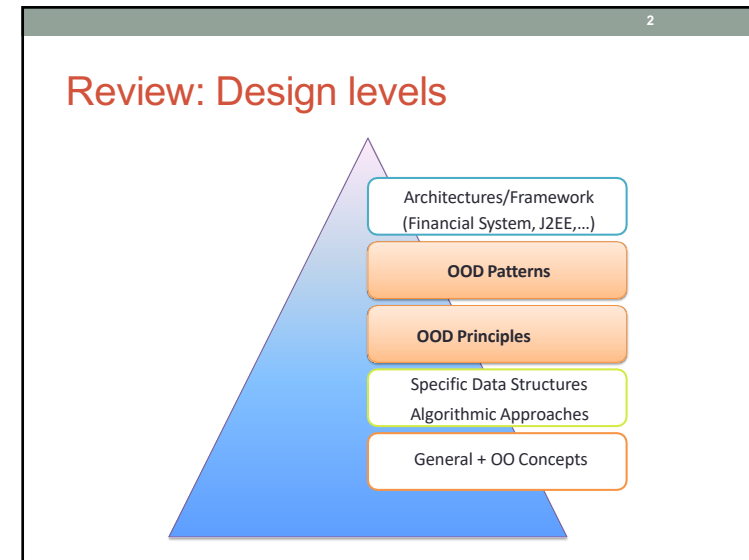 2
Review: Design levels
Architectures/Framework
(Financial System, J2EE,...)
OOD Patterns
OOD Principles
Specific Data Structures
Algorithmic Approaches
General + OO Concepts